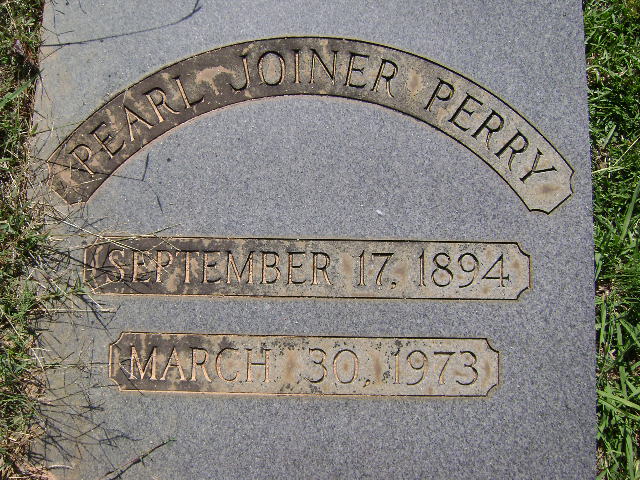 PEARL JOINER PERRY
SEPTEMBER 17, 1894
MARCH 30, 1973